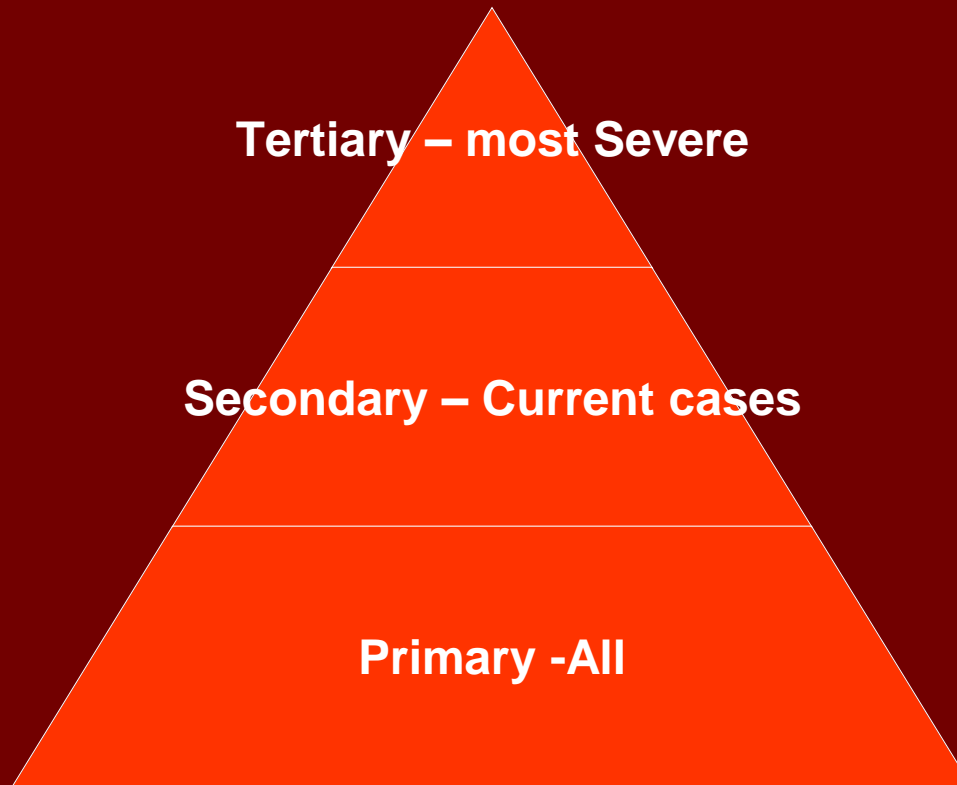 Tertiary – most Severe
Secondary – Current cases
Primary -All